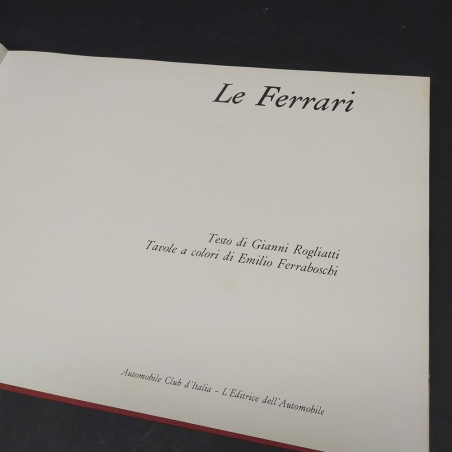 Le Ferrari
Testo di Gianni Rogliatti
Tavole a colori di Emilio Ferraboschi
Automobile Club d'Italia - L'Editrice dell'Automobile